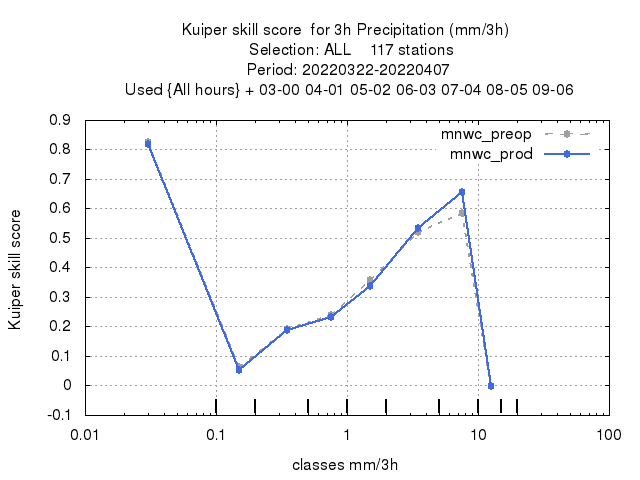 Kuiper skill score  for 3h Precipitation (mm/3h)
Selection: ALL    117 stations
Period: 20220322-20220407
Used {All hours} + 03-00 04-01 05-02 06-03 07-04 08-05 09-06
mnwc_preop
mnwc_prod
0.9
0.8
0.7
0.6
0.5
0.4
0.3
0.2
0.1
0
-0.1
Kuiper skill score
0.01
0.1
1
10
100
classes mm/3h